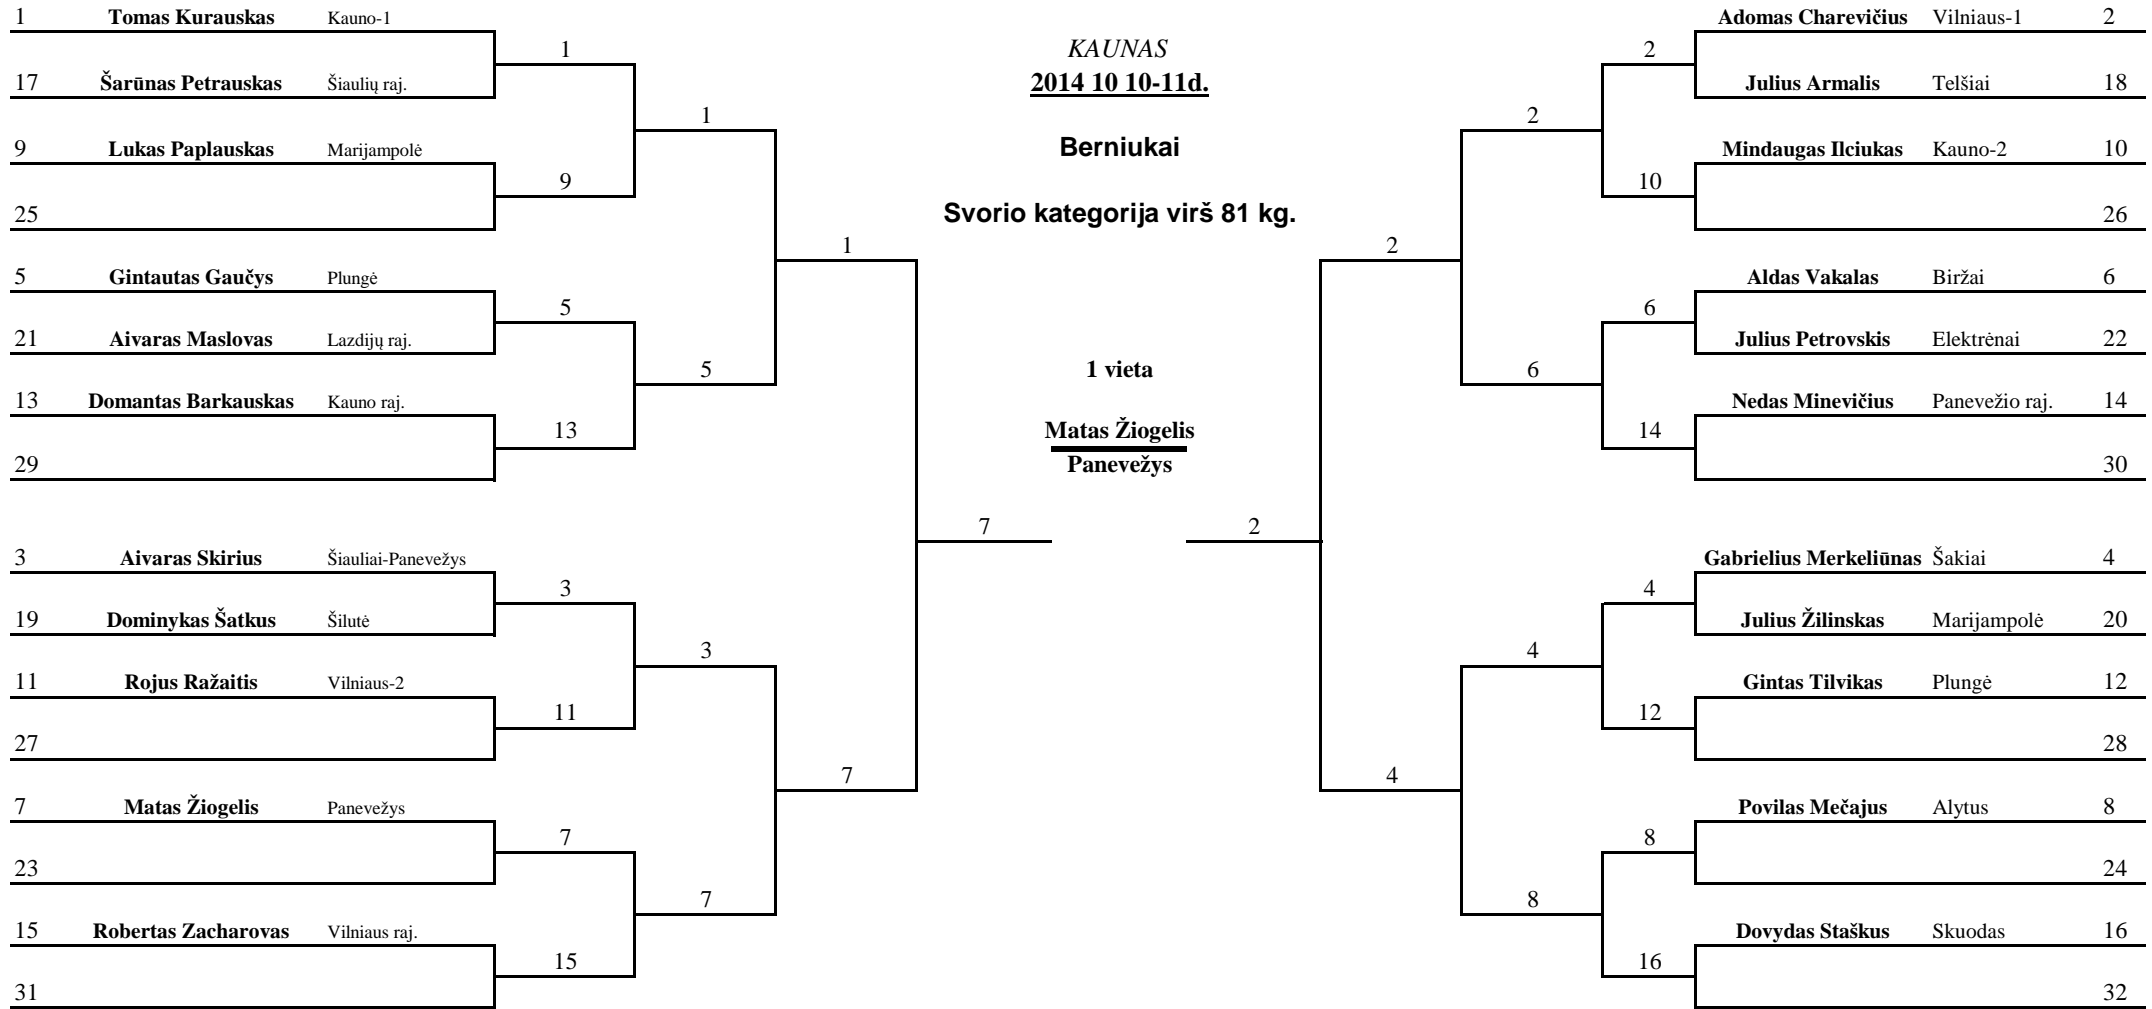 1 Tomas Kurauskas Kauno-1
17 Šarūnas Petrauskas Šiaulių raj.
9 Lukas Paplauskas Marijampolė
25
5 Gintautas Gaučys Plungė
21 Aivaras Maslovas Lazdijų raj.
13 Domantas Barkauskas Kauno raj.
29
3 Aivaras Skirius Šiauliai-Panevežys
19 Dominykas Šatkus Šilutė
11 Rojus Ražaitis Vilniaus-2
27
7 Matas Žiogelis Panevežys
23
15 Robertas Zacharovas Vilniaus raj.
31
1
9
5
13
3
11
7
15
1
5
3
7
1
7
7
KAUNAS
2014 10 10-11d.
Berniukai
Svorio kategorija virš 81 kg.
1 vieta
Matas Žiogelis
Panevežys
2
2
4
2
6
4
8
2
10
6
14
4
12
8
16
Adomas Charevičius Vilniaus-1 2
Julius Armalis Telšiai 18
Mindaugas Ilciukas Kauno-2 10
26
Aldas Vakalas Biržai 6
Julius Petrovskis Elektrėnai 22
Nedas Minevičius Panevežio raj. 14
30
Gabrielius Merkeliūnas Šakiai 4
Julius Žilinskas Marijampolė 20
Gintas Tilvikas Plungė 12
28
Povilas Mečajus Alytus 8
24
Dovydas Staškus Skuodas 16
32